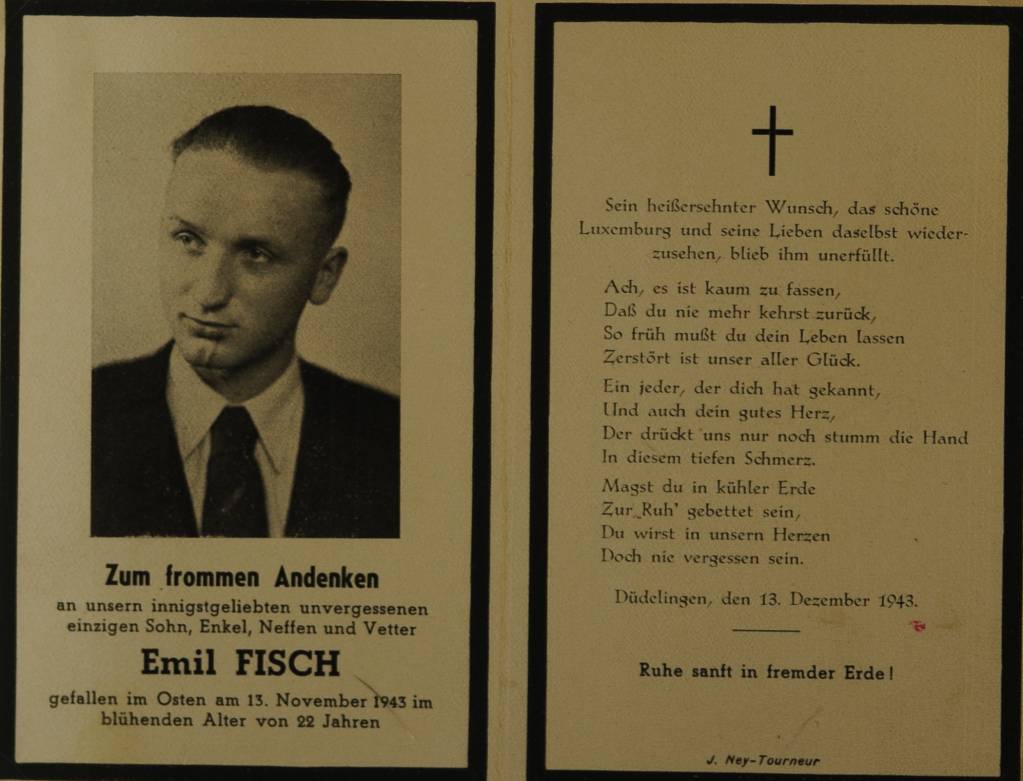 Zum frommen Andenken
an unsern innigstgeliebten unvergessenen
einzigen Sohn, Enkel, Neffen und Vetter
Emil FISCH
gefallen im Osten am 13. November 1943 im
blühenden Alter von 22 Jahren
Sein heißersehnter Wunsch, das schöne
Luxemburg und seine Lieben daselbst wieder-
zusehen, blieb ihm unerfüllt.
Ach, es ist kaum zu fassen,
Daß du nie mehr kehrst zurück,
So früh mußt du dein Leben lassen
Zerstört ist unser aller Glück.
Ein jeder, der dich hat gekannt,
Und auch dein gutes Herz,
Der drückt uns nur noch stumm die Hand
In diesem tiefen Schmerz.
Magst du in kühler Erde
Zur „Ruh’ gebettet sein,
Du wirst in unsern Herzen
Doch nie vergessen sein.
Düdelingen, den 13. Dezember 1943.
Ruhe sanft in fremder Erde!
J. Ney-Tourneur